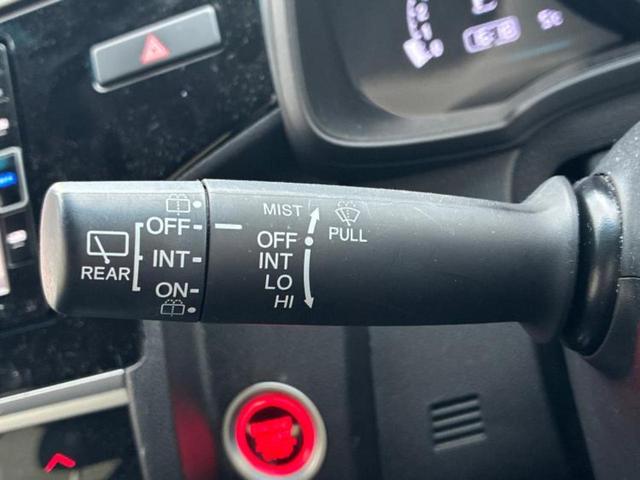 OFF
INT
ON
REAR
MIST
OFF
INT
LO
HI
PULL